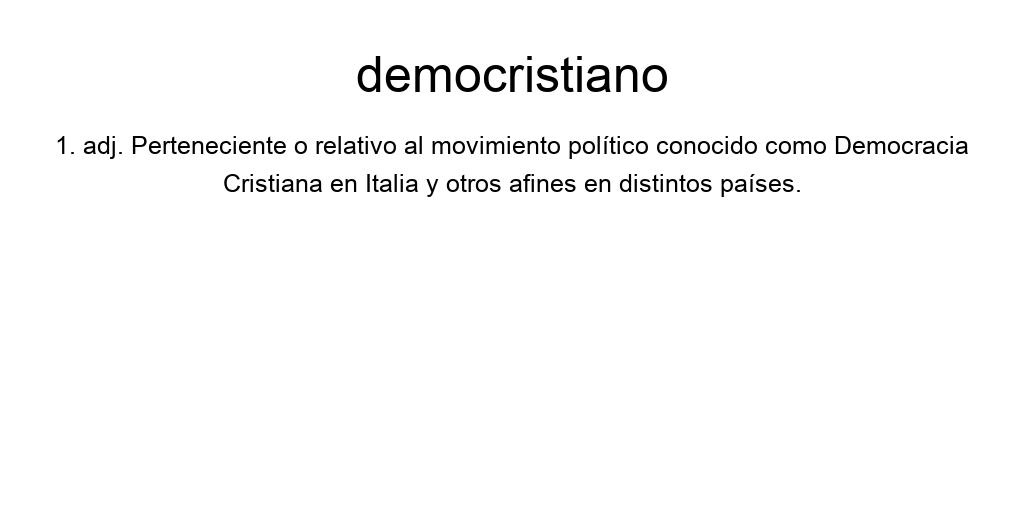 democristiano
1. adj. Perteneciente o relativo al movimiento político conocido como Democracia
Cristiana en Italia y otros afines en distintos países.